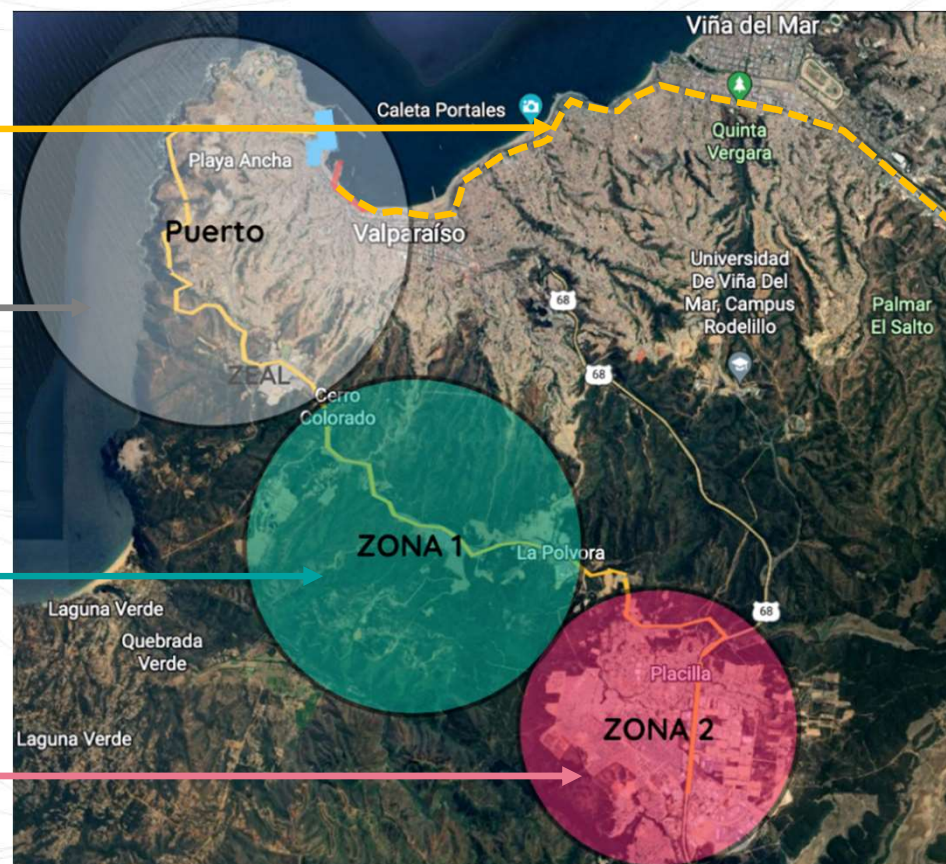 Viña del Mar
Caleta Portales
Quinta
Vergara
Playa Ancha
Puerto
Valparaíso
Universidad
De Viña Del
Mar, Campus
Rodelillo
68
Palmar
El Salto
68
ZEAL
Cerro
Colorado
ZONA 1
La Polvora
68
Laguna Verde
Quebrada
Verde
Placilla
ZONA 2
Laguna Verde